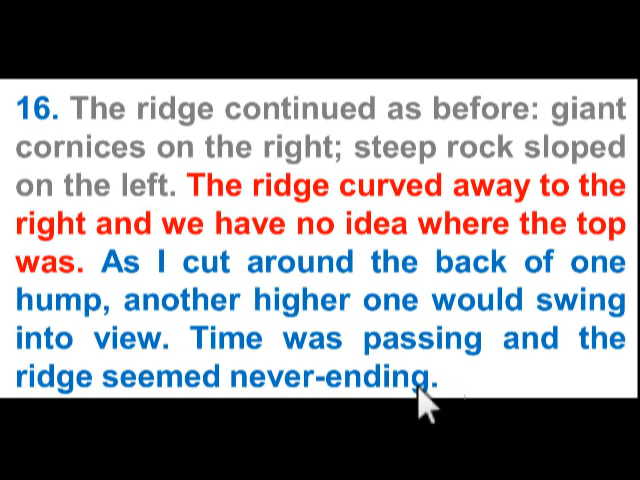 16. The ridge continued as before: giant
cornices on the right; steep rock sloped
on the left. The ridge curved away to the
right and we have no idea where the top
was. As I cut around the back of one
hump, another higher one would swing
into view. Time was passing and the
ridge seemed never-ending.